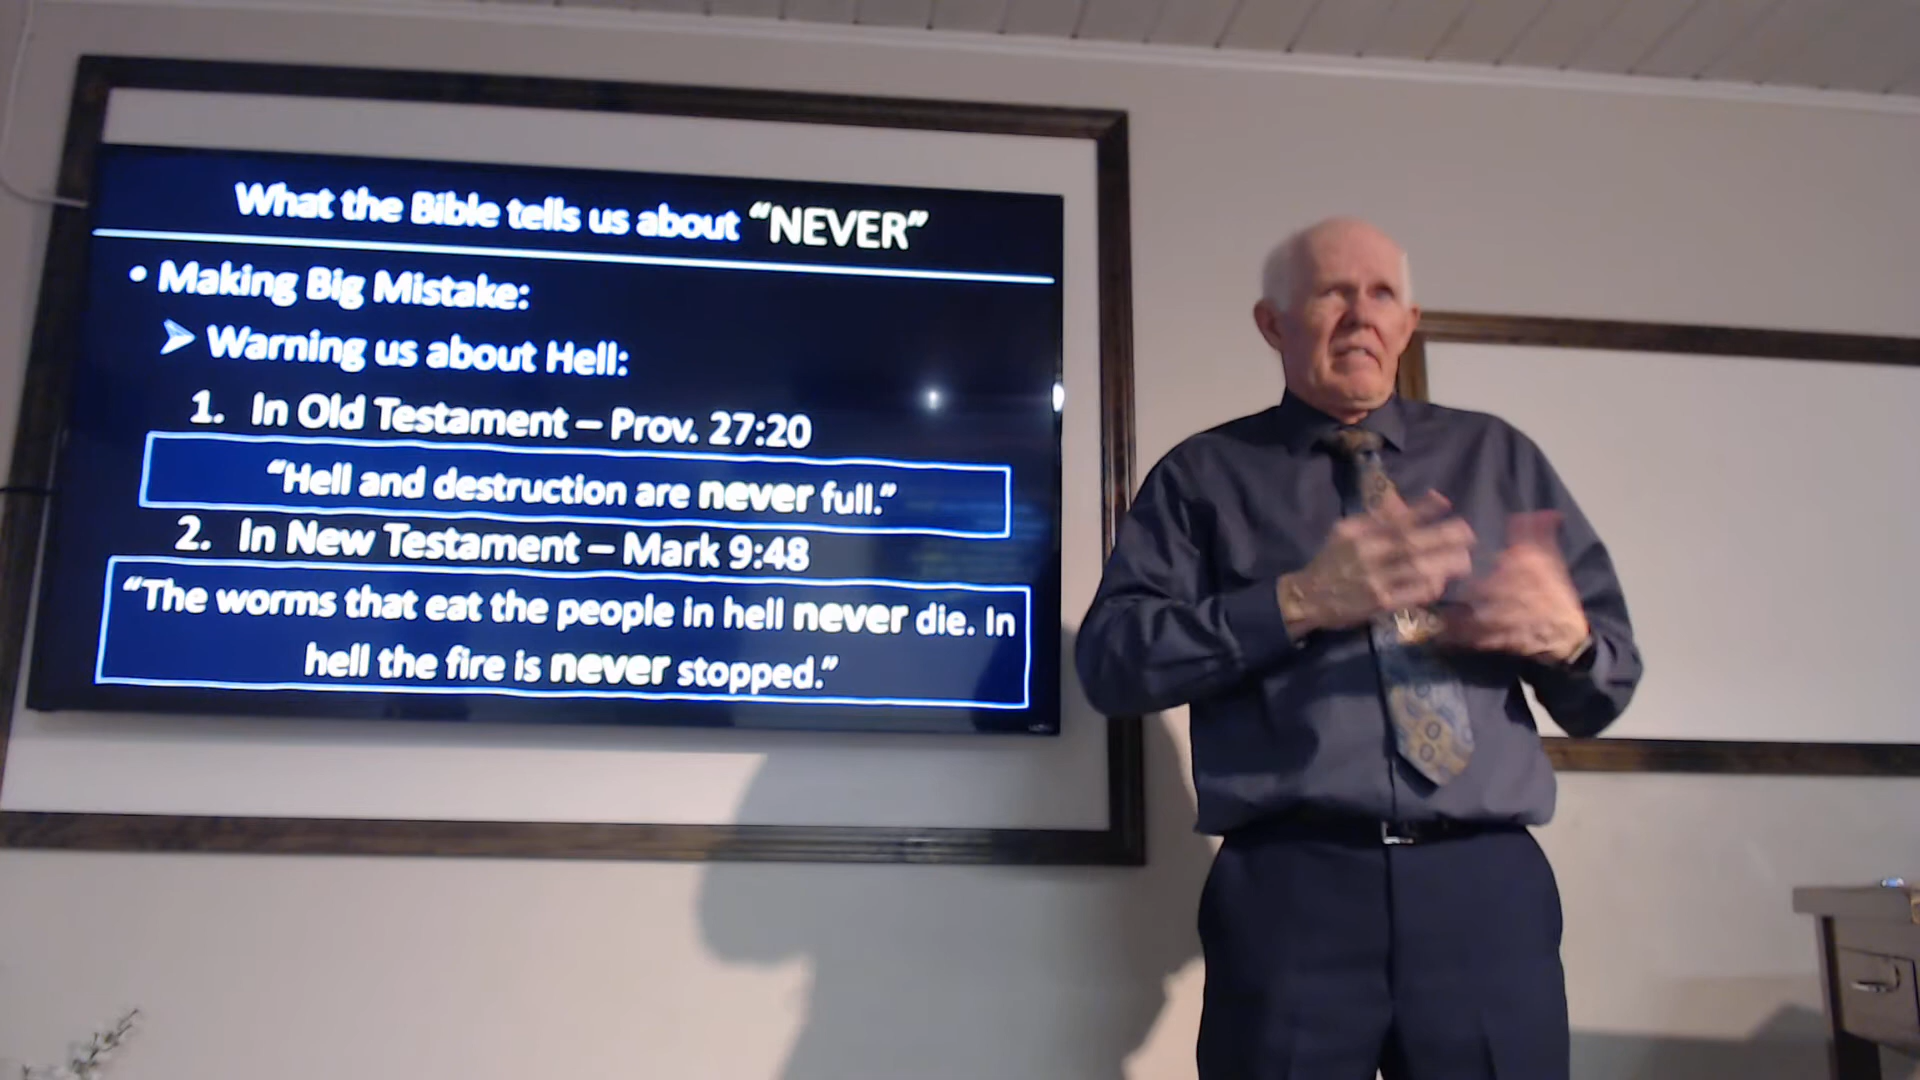 What the Bible tells us about “NEVER”
• Making Big Mistake:
➢ Warning us about Hell:
1. In Old Testament – Prov. 27:20
“Hell and destruction are never full.”
2. In New Testament – Mark 9:48
“The worms that eat the people in hell never die. In
hell the fire is never stopped.”